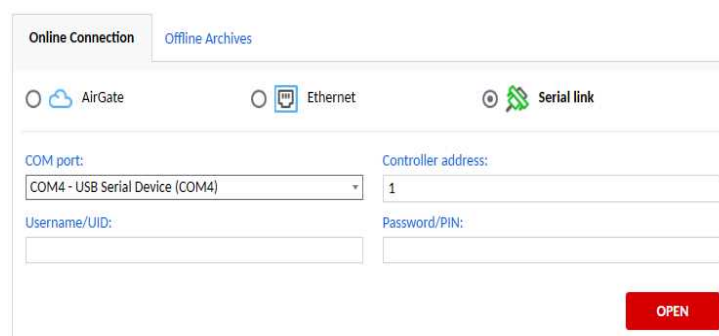 Online Connection Offline Archives
AirGate Ethernet Serial link
COM port: Controller address:
COM4 - USB Serial Device (COM4) 1
Username/UID: Password/PIN:
OPEN